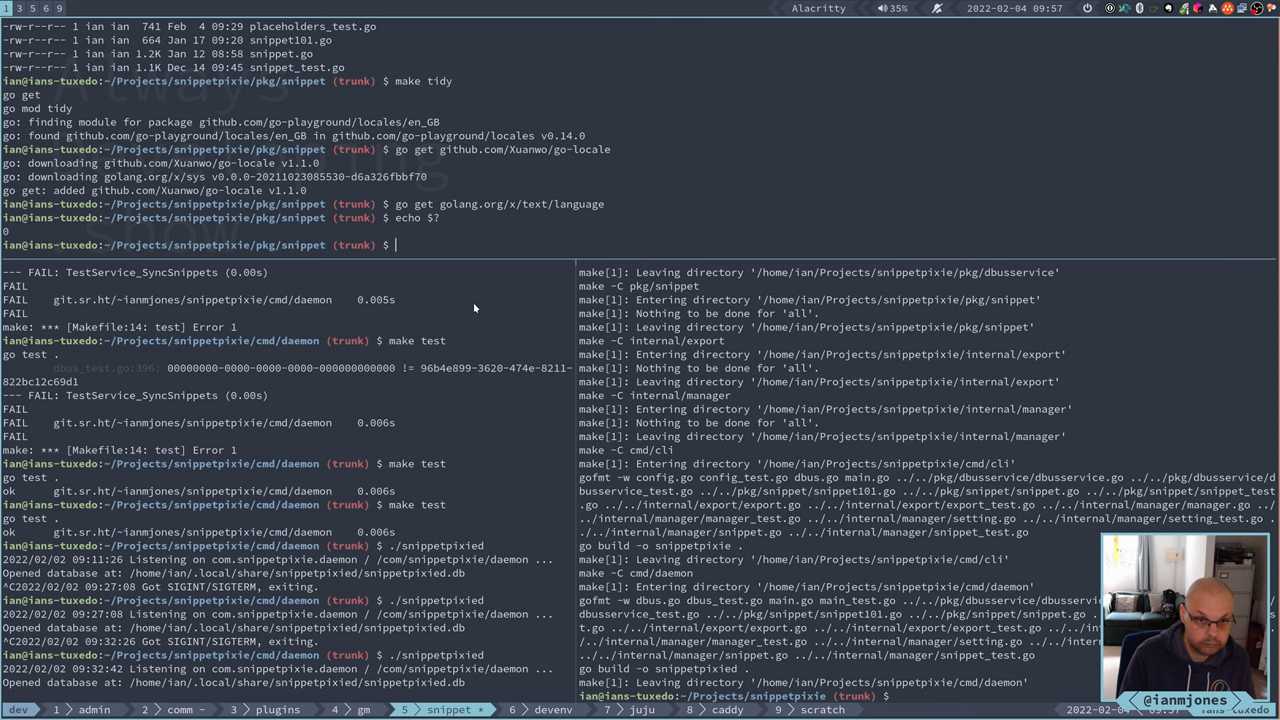 1 3 5 6 9
Alacritty 35% 2022-02-04 09:57
-rw-r--r-- 1 ian ian  741 Feb  4 09:29 placeholders_test.go
-rw-r--r-- 1 ian ian  664 Jan 17 09:20 snippet101.go
-rw-r--r-- 1 ian ian 1.2K Jan 12 08:58 snippet.go
-rw-r--r-- 1 ian ian 1.1K Dec 14 09:45 snippet_test.go
ian@ians-tuxedo:~/Projects/snippetpixie/pkg/snippet (trunk) $ make tidy
go get
go mod tidy
go: finding module for package github.com/go-playground/locales/en_GB
go: found github.com/go-playground/locales/en_GB in github.com/go-playground/locales v0.14.0
ian@ians-tuxedo:~/Projects/snippetpixie/pkg/snippet (trunk) $ go get github.com/Xuanwo/go-locale
go: downloading github.com/Xuanwo/go-locale v1.1.0
go: downloading golang.org/x/sys v0.0.0-20211023085530-d6a326fbbf70
go get: added github.com/Xuanwo/go-locale v1.1.0
ian@ians-tuxedo:~/Projects/snippetpixie/pkg/snippet (trunk) $ go get golang.org/x/text/language
ian@ians-tuxedo:~/Projects/snippetpixie/pkg/snippet (trunk) $ echo $?
0
ian@ians-tuxedo:~/Projects/snippetpixie/pkg/snippet (trunk) $
--- FAIL: TestService_SyncSnippets (0.00s)
FAIL
FAIL    git.sr.ht/~ianmjones/snippetpixie/cmd/daemon    0.005s
FAIL
make: *** [Makefile:14: test] Error 1
ian@ians-tuxedo:~/Projects/snippetpixie/cmd/daemon (trunk) $ make test
go test .
dbus_test.go:396: 00000000-0000-0000-0000-000000000000 != 96b4e899-3620-474e-8211-
822bc12c69d1
--- FAIL: TestService_SyncSnippets (0.00s)
FAIL
FAIL    git.sr.ht/~ianmjones/snippetpixie/cmd/daemon    0.006s
FAIL
make: *** [Makefile:14: test] Error 1
ian@ians-tuxedo:~/Projects/snippetpixie/cmd/daemon (trunk) $ make test
go test .
ok      git.sr.ht/~ianmjones/snippetpixie/cmd/daemon    0.006s
ian@ians-tuxedo:~/Projects/snippetpixie/cmd/daemon (trunk) $ make test
go test .
ok      git.sr.ht/~ianmjones/snippetpixie/cmd/daemon    0.006s
ian@ians-tuxedo:~/Projects/snippetpixie/cmd/daemon (trunk) $ ./snippetpixied
2022/02/02 09:11:26 Listening on com.snippetpixie.daemon / /com/snippetpixie/daemon ...
Opened database at: /home/ian/.local/share/snippetpixied/snippetpixied.db
^C2022/02/02 09:27:08 Got SIGINT/SIGTERM, exiting.
ian@ians-tuxedo:~/Projects/snippetpixie/cmd/daemon (trunk) $ ./snippetpixied
2022/02/02 09:27:08 Listening on com.snippetpixie.daemon / /com/snippetpixie/daemon ...
Opened database at: /home/ian/.local/share/snippetpixied/snippetpixied.db
^C2022/02/02 09:32:26 Got SIGINT/SIGTERM, exiting.
ian@ians-tuxedo:~/Projects/snippetpixie/cmd/daemon (trunk) $ ./snippetpixied
2022/02/02 09:32:42 Listening on com.snippetpixie.daemon / /com/snippetpixie/daemon ...
Opened database at: /home/ian/.local/share/snippetpixied/snippetpixied.db
make[1]: Leaving directory '/home/ian/Projects/snippetpixie/pkg/dbusservice'
make -C pkg/snippet
make[1]: Entering directory '/home/ian/Projects/snippetpixie/pkg/snippet'
make[1]: Nothing to be done for 'all'.
make[1]: Leaving directory '/home/ian/Projects/snippetpixie/pkg/snippet'
make -C internal/export
make[1]: Entering directory '/home/ian/Projects/snippetpixie/internal/export'
make[1]: Nothing to be done for 'all'.
make[1]: Leaving directory '/home/ian/Projects/snippetpixie/internal/export'
make -C internal/manager
make[1]: Entering directory '/home/ian/Projects/snippetpixie/internal/manager'
make[1]: Nothing to be done for 'all'.
make[1]: Leaving directory '/home/ian/Projects/snippetpixie/internal/manager'
make -C cmd/cli
make[1]: Entering directory '/home/ian/Projects/snippetpixie/cmd/cli'
gofmt -w config.go config_test.go dbus.go main.go ../../pkg/dbusservice/dbusservice.go ../../pkg/d
busservice/dbusservice_test.go ../../pkg/snippet/snippet101.go ../../pkg/snippet/snippet.go ../../pkg/snippet/snippet_test
.go ../../internal/export/export.go ../../internal/export/export_test.go ../../internal/manager/manager.go ..
/../internal/manager/manager_test.go ../../internal/manager/setting.go ../../internal/manager/setting_test.go .
./../internal/manager/snippet.go ../../internal/manager/snippet_test.go
go build -o snippetpixie .
make[1]: Leaving directory '/home/ian/Projects/snippetpixie/cmd/cli'
make -C cmd/daemon
make[1]: Entering directory '/home/ian/Projects/snippetpixie/cmd/daemon'
gofmt -w dbus.go dbus_test.go main.go main_test.go ../../pkg/dbusservice/dbusser
dbusservice_test.go ../../pkg/snippet/snippet101.go ../../pkg/snippet/snippet.go
t.go ../../internal/export/export.go ../../internal/export/export_test.go ../../inter
/../internal/manager/manager_test.go ../../internal/manager/setting.go ../../internal
./../internal/manager/snippet.go ../../internal/manager/snippet_test.go
go build -o snippetpixied .
make[1]: Leaving directory '/home/ian/Projects/snippetpixie/cmd/daemon'
ian@ians-tuxedo:~/Projects/snippetpixie (trunk) $
@ianmjones
dev 1 admin 2 comm - 3 plugins 4 gm 5 snippet * 6 devenv 7 juju 8 caddy 9 scratch 2022-02-04